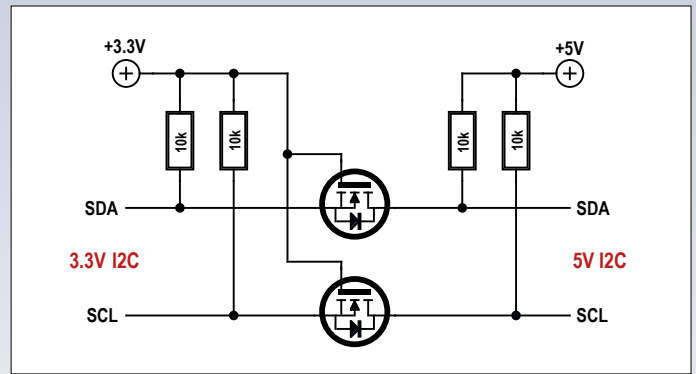 +3.3V
+5V
10k
10k
10k
10k
SDA
SDA
3.3V I2C
5V I2C
SCL
SCL